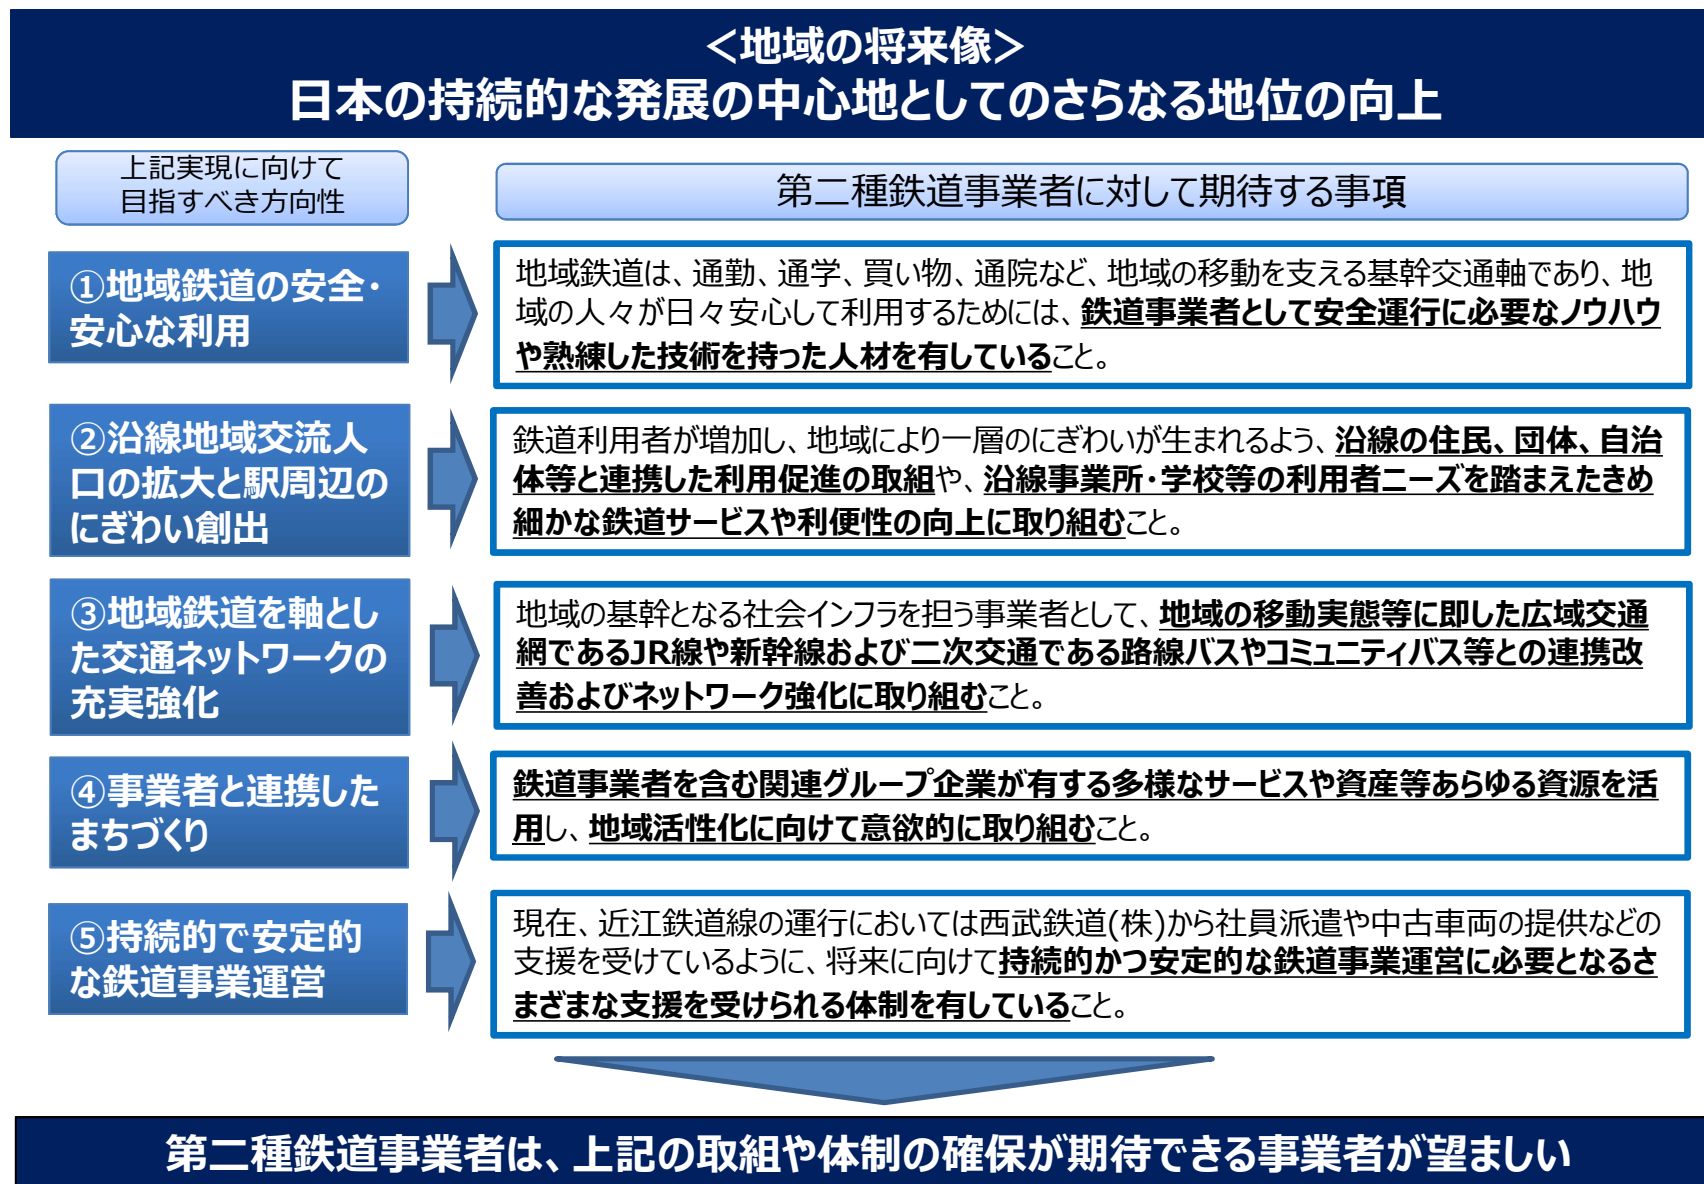 ＜地域の将来像＞
日本の持続的な発展の中心地としてのさらなる地位の向上
上記実現に向けて
目指すべき方向性
第二種鉄道事業者に対して期待する事項
①地域鉄道の安全・
安心な利用
地域鉄道は、通勤、通学、買い物、通院など、地域の移動を支える基幹交通軸であり、地
域の人々が日々安心して利用するためには、鉄道事業者として安全運行に必要なノウハウ
や熟練した技術を持った人材を有していること。
②沿線地域交流人
口の拡大と駅周辺の
にぎわい創出
鉄道利用者が増加し、地域により一層のにぎわいが生まれるよう、沿線の住民、団体、自治
体等と連携した利用促進の取組や、沿線事業所・学校等の利用者ニーズを踏まえたきめ
細かな鉄道サービスや利便性の向上に取り組むこと。
③地域鉄道を軸とし
た交通ネットワークの
充実強化
地域の基幹となる社会インフラを担う事業者として、地域の移動実態等に即した広域交通
網であるJR線や新幹線および二次交通である路線バスやコミュニティバス等との連携改
善およびネットワーク強化に取り組むこと。
④事業者と連携した
まちづくり
鉄道事業者を含む関連グループ企業が有する多様なサービスや資産等あらゆる資源を活
用し、地域活性化に向けて意欲的に取り組むこと。
⑤持続的で安定的
な鉄道事業運営
現在、近江鉄道線の運行においては西武鉄道(株)から社員派遣や中古車両の提供などの
支援を受けているように、将来に向けて持続的かつ安定的な鉄道事業運営に必要となるさ
まざまな支援を受けられる体制を有していること。
第二種鉄道事業者は、上記の取組や体制の確保が期待できる事業者が望ましい